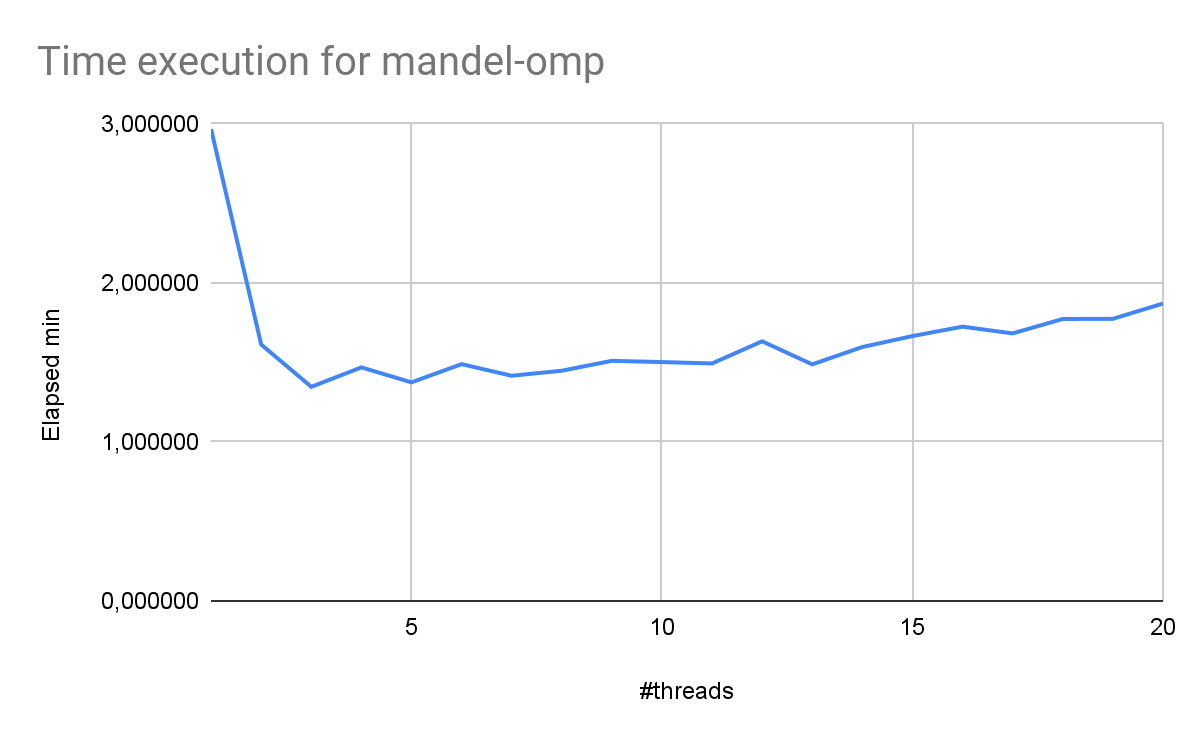 Time execution for mandel-omp
3,000000
2,000000
1,000000
0,000000
Elapsed min
5 10 15 20
#threads